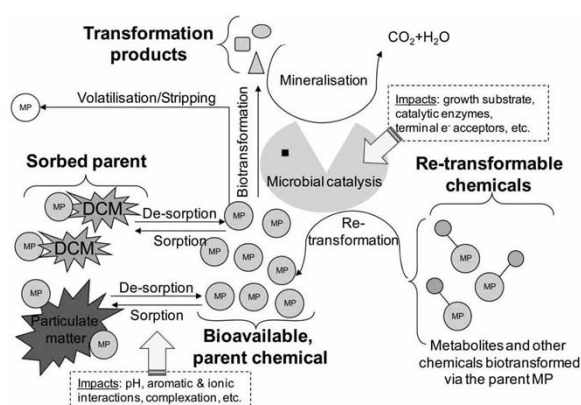 Transformation
products
CO2+H2O
Mineralisation
Volatilisation/Stripping
MP
Biotransformation
Impacts: growth substrate,
catalytic enzymes,
terminal e- acceptors, etc.
Microbial catalysis
Sorbed parent
MP
DCM
MP
DCM
De-sorption
Sorption
MP
MP
MP
MP
MP
MP
MP
MP
MP
Re-
transformation
Re-transformable
chemicals
MP
MP
MP
Metabolites and other
chemicals biotransformed
via the parent MP
MP
Particulate
matter
MP
De-sorption
Sorption
Bioavailable,
parent chemical
Impacts: pH, aromatic & ionic
interactions, complexation, etc.